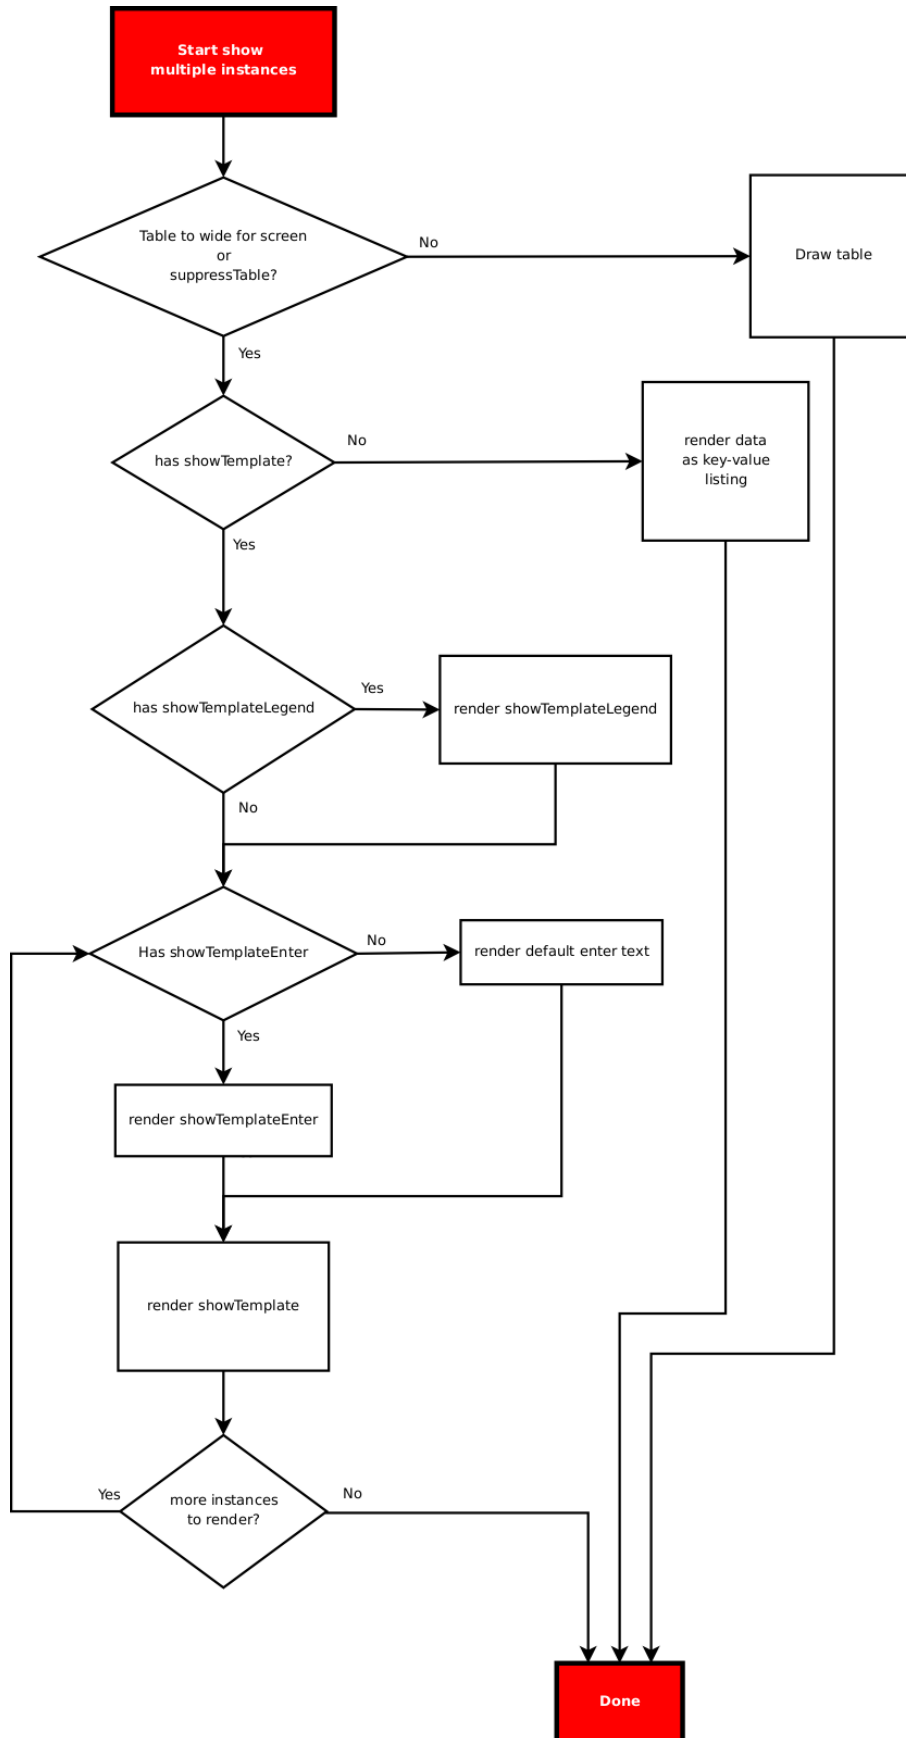 Start show
multiple instances
Table to wide for screen
or
suppressTable?
No
Draw table
Yes
has showTemplate?
No
render data
as key-value
listing
Yes
has showTemplateLegend
Yes
render showTemplateLegend
No
Has showTemplateEnter
No
render default enter text
Yes
render showTemplateEnter
render showTemplate
more instances
to render?
Yes
No
Done